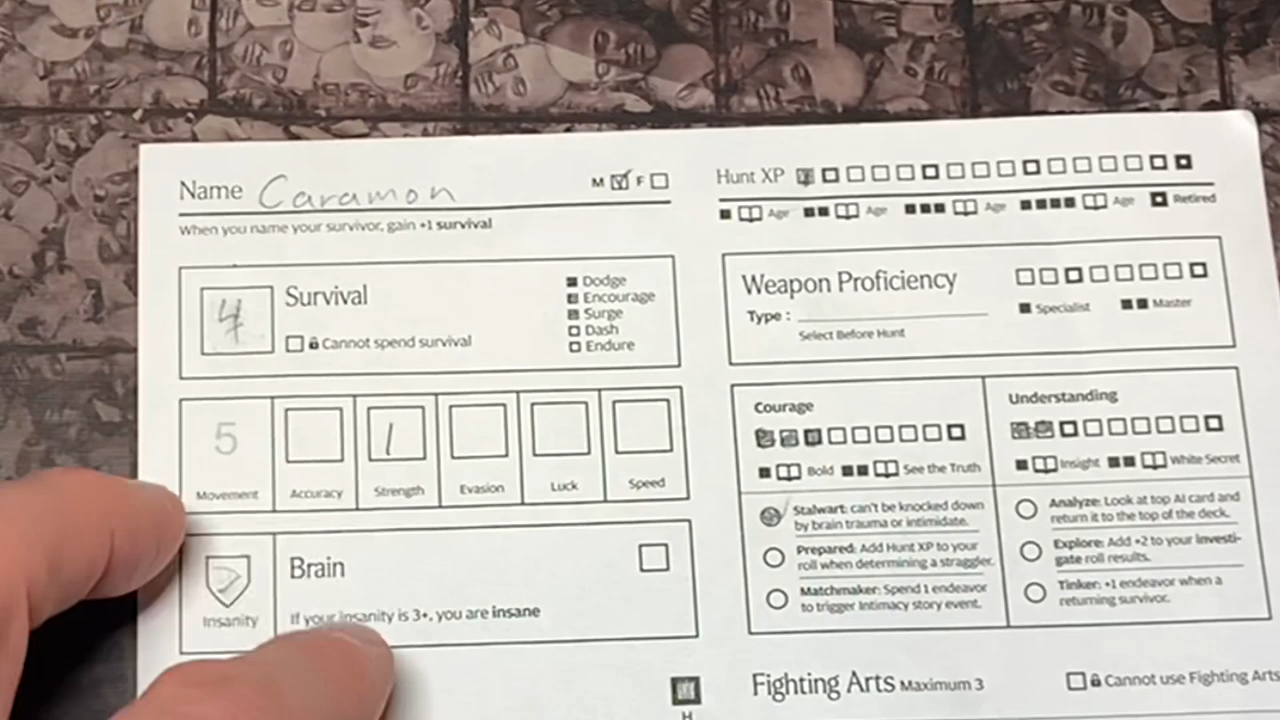 Name Caramon M F
When you name your survivor, gain +1 survival
4 Survival
Cannot spend survival
Dodge
Encourage
Surge
Dash
Endure
5 1
Movement Accuracy Strength Evasion Luck Speed
Brain
Insanity If your insanity is 3+, you are insane
Hunt XP
Age Age Age Age Retired
Weapon Proficiency
Type :
Select Before Hunt
Specialist Master
Courage
Bold See the Truth
Stalwart: can't be knocked down
by brain trauma or intimidate.
Prepared: Add Hunt XP to your
roll when determining a straggler.
Matchmaker: Spend 1 endeavor
to trigger Intimacy story event.
Understanding
Insight White Secret
Analyze: Look at top AI card and
return it to the top of the deck.
Explore: Add +2 to your investi-
gate roll results.
Tinker: +1 endeavor when a
returning survivor.
H
Fighting Arts Maximum 3
Cannot use Fighting Arts